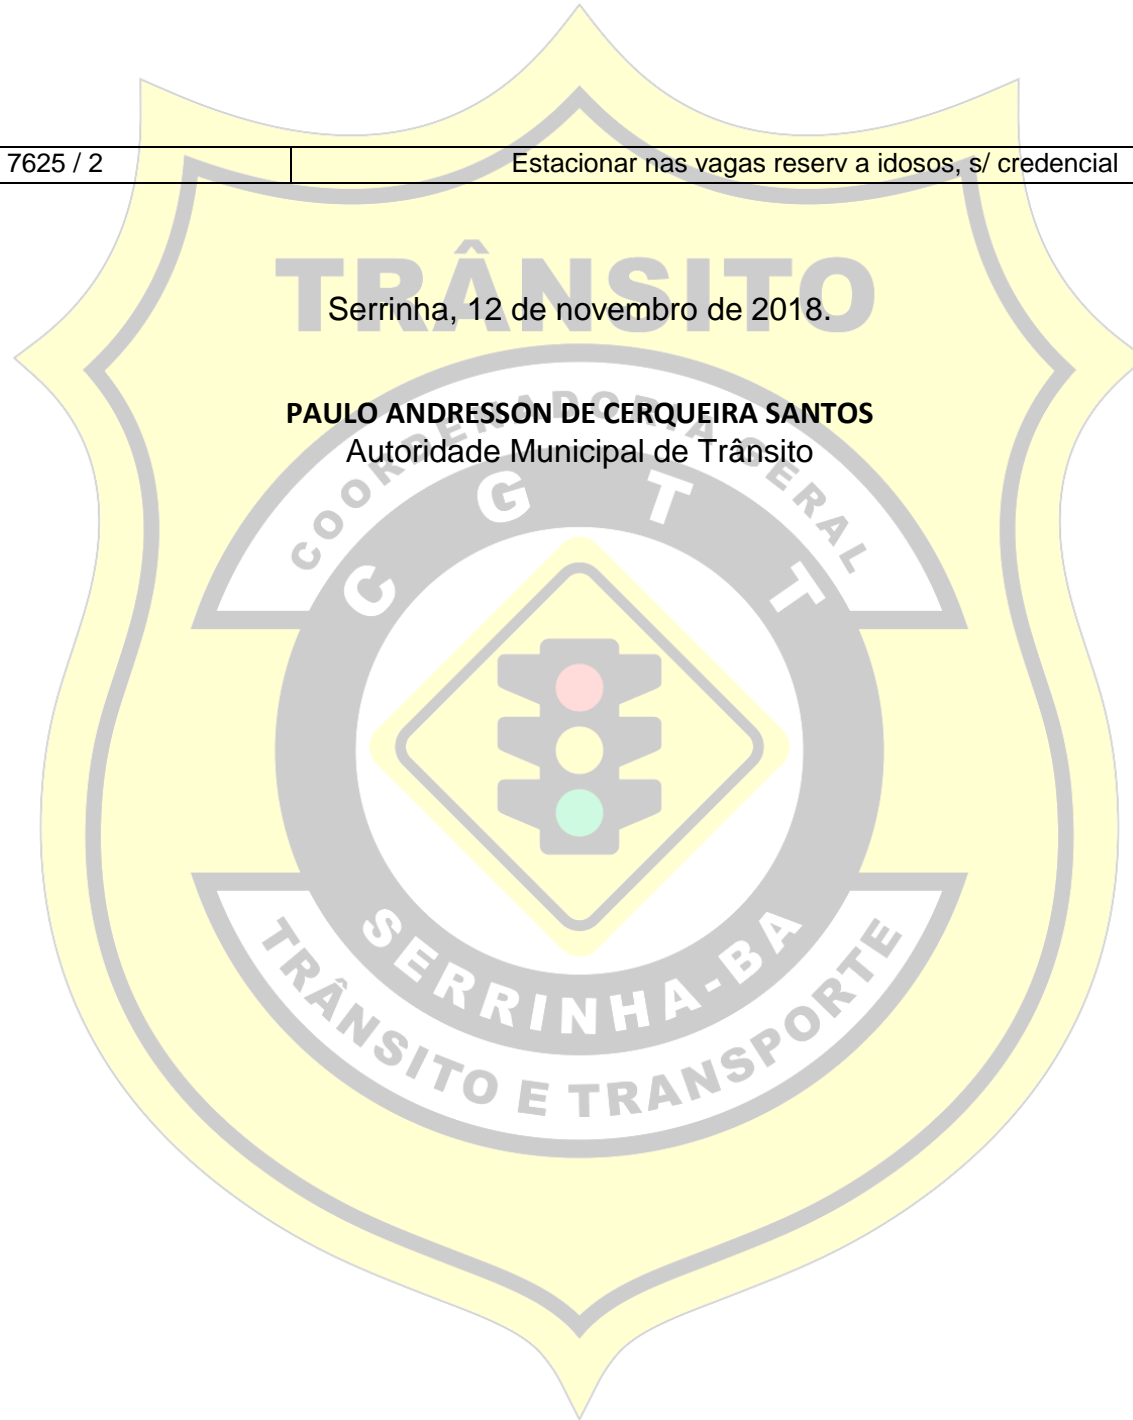 7625 / 2 Estacionar nas vagas reserv a idosos, s/ credencial
TRÂNSITO
Serrinha, 12 de novembro de 2018.
PAULO ANDRESSON DE CERQUEIRA SANTOS
Autoridade Municipal de Trânsito
COORDENADORIA GERAL
C G T T
SERRINHA-BA
TRÂNSITO E TRANSPORTE